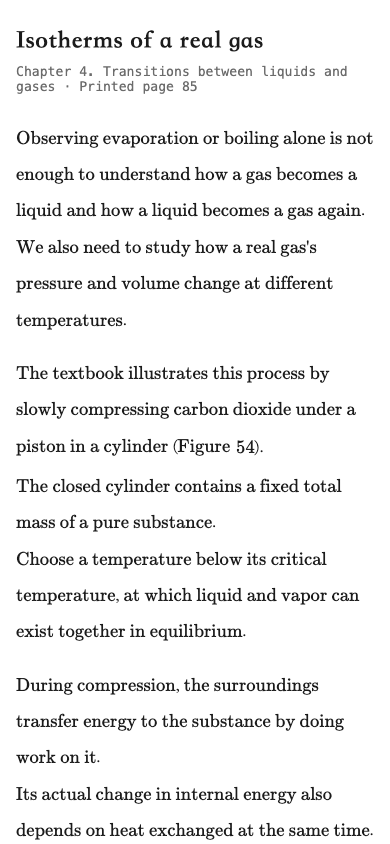 Isotherms of a real gas
Chapter 4. Transitions between liquids and
gases · Printed page 85
Observing evaporation or boiling alone is not
enough to understand how a gas becomes a
liquid and how a liquid becomes a gas again.
We also need to study how a real gas's
pressure and volume change at different
temperatures.
The textbook illustrates this process by
slowly compressing carbon dioxide under a
piston in a cylinder (Figure 54).
The closed cylinder contains a fixed total
mass of a pure substance.
Choose a temperature below its critical
temperature, at which liquid and vapor can
exist together in equilibrium.
During compression, the surroundings
transfer energy to the substance by doing
work on it.
Its actual change in internal energy also
depends on heat exchanged at the same time.